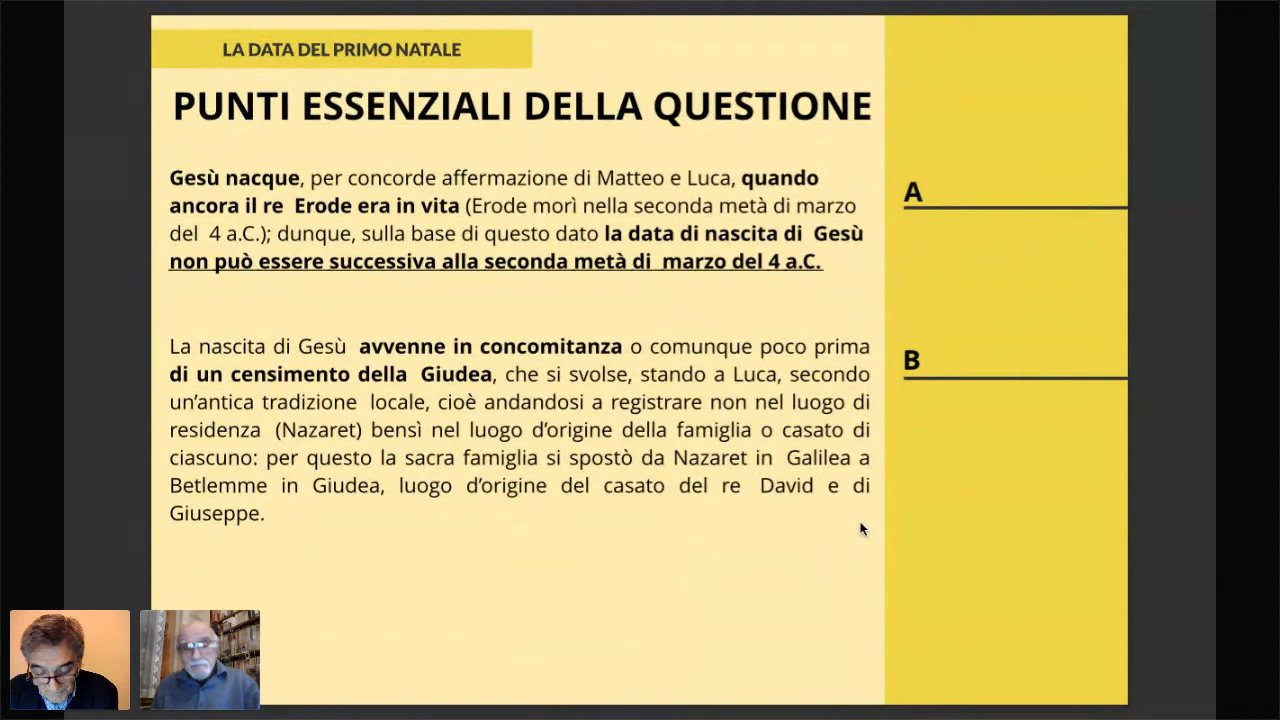 LA DATA DEL PRIMO NATALE
PUNTI ESSENZIALI DELLA QUESTIONE
Gesù nacque, per concorde affermazione di Matteo e Luca, quando
ancora il re Erode era in vita (Erode morì nella seconda metà di marzo
del 4 a.C.); dunque, sulla base di questo dato la data di nascita di Gesù
non può essere successiva alla seconda metà di marzo del 4 a.C.
A
La nascita di Gesù avvenne in concomitanza o comunque poco prima
di un censimento della Giudea, che si svolse, stando a Luca, secondo
un'antica tradizione locale, cioè andandosi a registrare non nel luogo di
residenza (Nazaret) bensì nel luogo d'origine della famiglia o casato di
ciascuno: per questo la sacra famiglia si spostò da Nazaret in Galilea a
Betlemme in Giudea, luogo d'origine del casato del re David e di
Giuseppe.
B